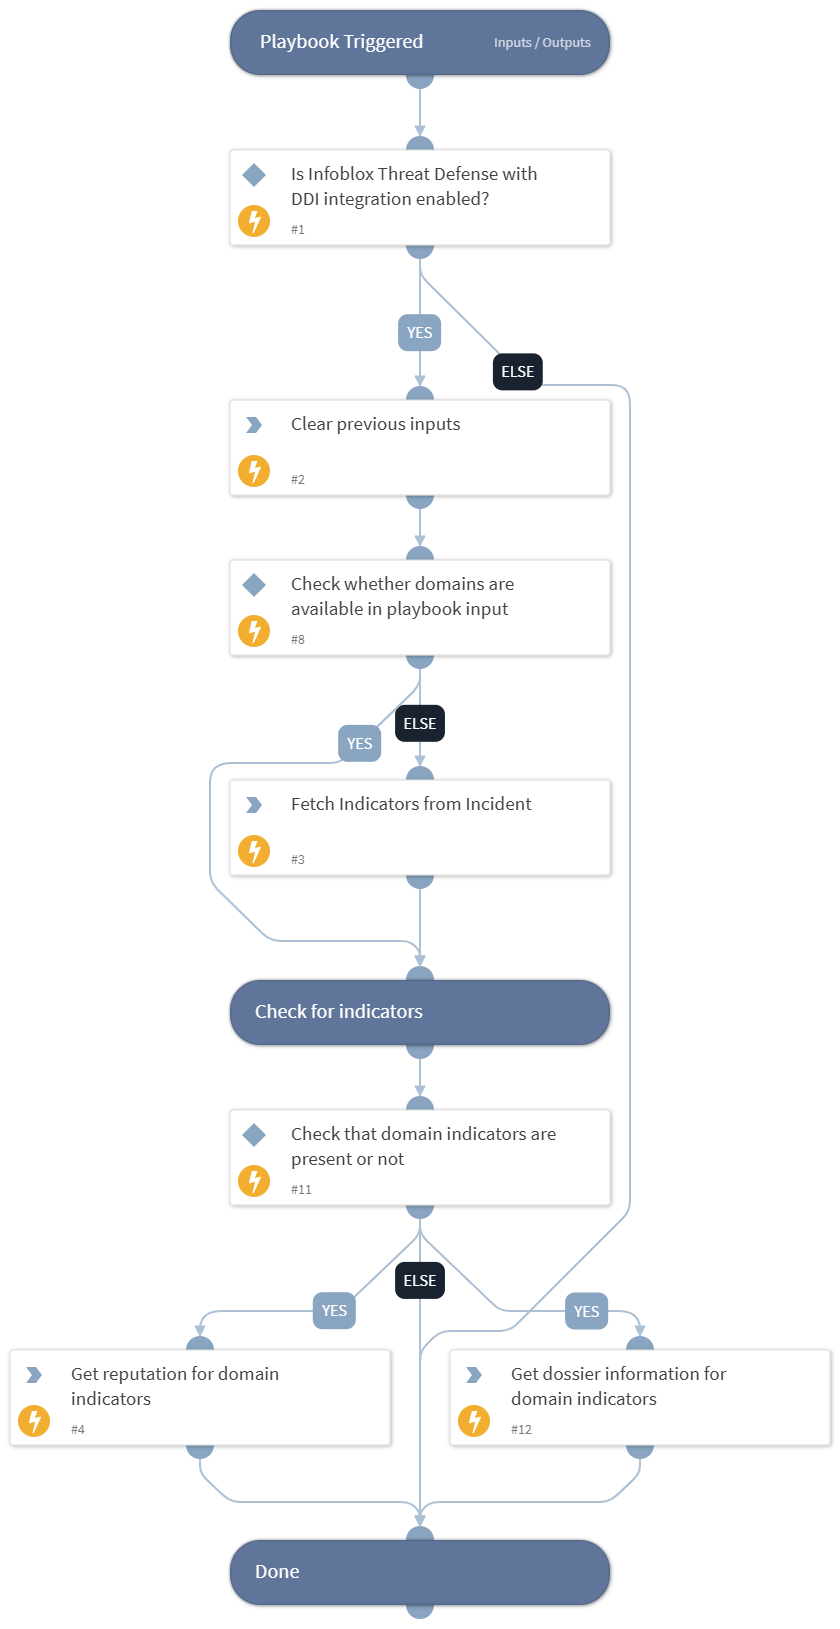 Playbook Triggered
Inputs / Outputs
Is Infoblox Threat Defense with
DDI integration enabled?
#1
YES
ELSE
Clear previous inputs
#2
Check whether domains are
available in playbook input
#8
ELSE
YES
Fetch Indicators from Incident
#3
Check for indicators
Check that domain indicators are
present or not
#11
ELSE
YES
YES
Get reputation for domain
indicators
#4
Get dossier information for
domain indicators
#12
Done